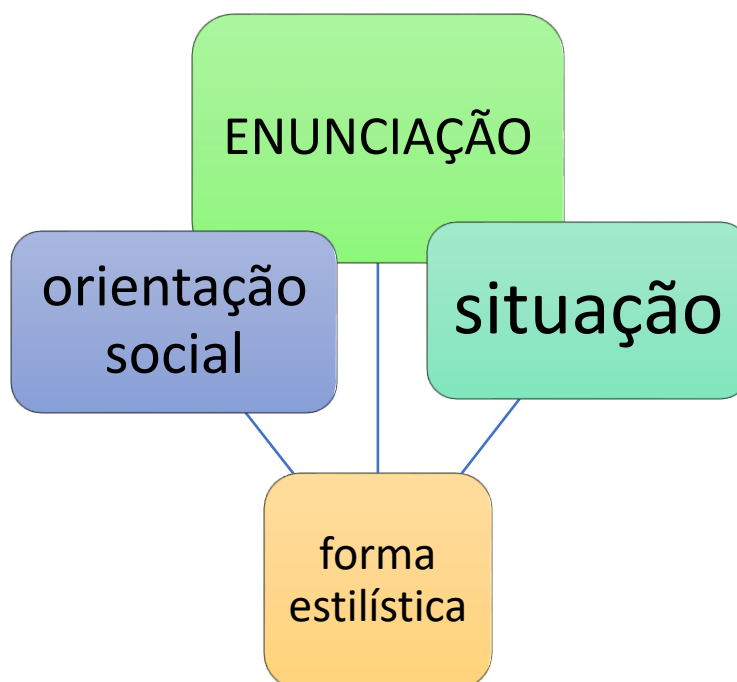 ENUNCIAÇÃO
orientação
social
situação
forma
estilística